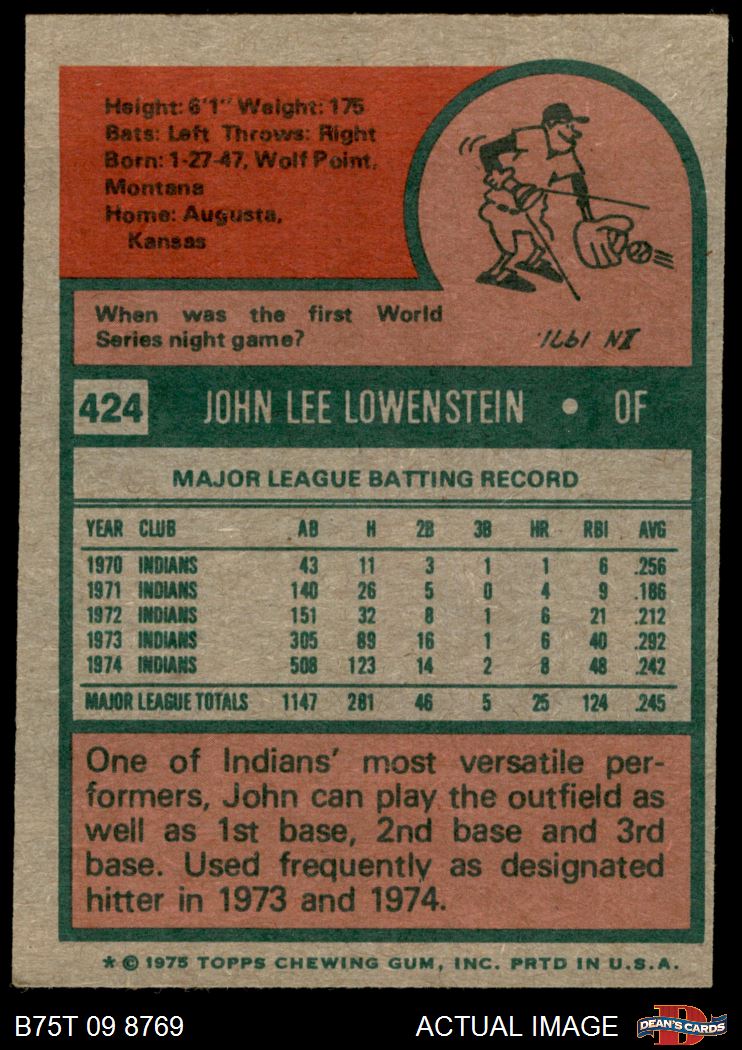 Height: 6'1" Weight: 175
Bats: Left Throws: Right
Born: 1-27-47, Wolf Point,
Montana
Home: Augusta,
Kansas
When was the first World
Series night game?
IN 1971.
424 JOHN LEE LOWENSTEIN • OF
MAJOR LEAGUE BATTING RECORD
YEAR CLUB AB H 2B 3B HR RBI AVG
1970 INDIANS 43 11 3 1 1 6 .256
1971 INDIANS 140 26 5 0 4 9 .186
1972 INDIANS 151 32 8 1 6 21 .212
1973 INDIANS 305 89 16 1 6 40 .292
1974 INDIANS 508 123 14 2 8 48 .242
MAJOR LEAGUE TOTALS 1147 281 46 5 25 124 .245
One of Indians' most versatile per-
formers, John can play the outfield as
well as 1st base, 2nd base and 3rd
base. Used frequently as designated
hitter in 1973 and 1974.
* © 1975 TOPPS CHEWING GUM, INC. PRTD IN U.S.A.
B75T 09 8769 ACTUAL IMAGE D DEAN'S CARDS